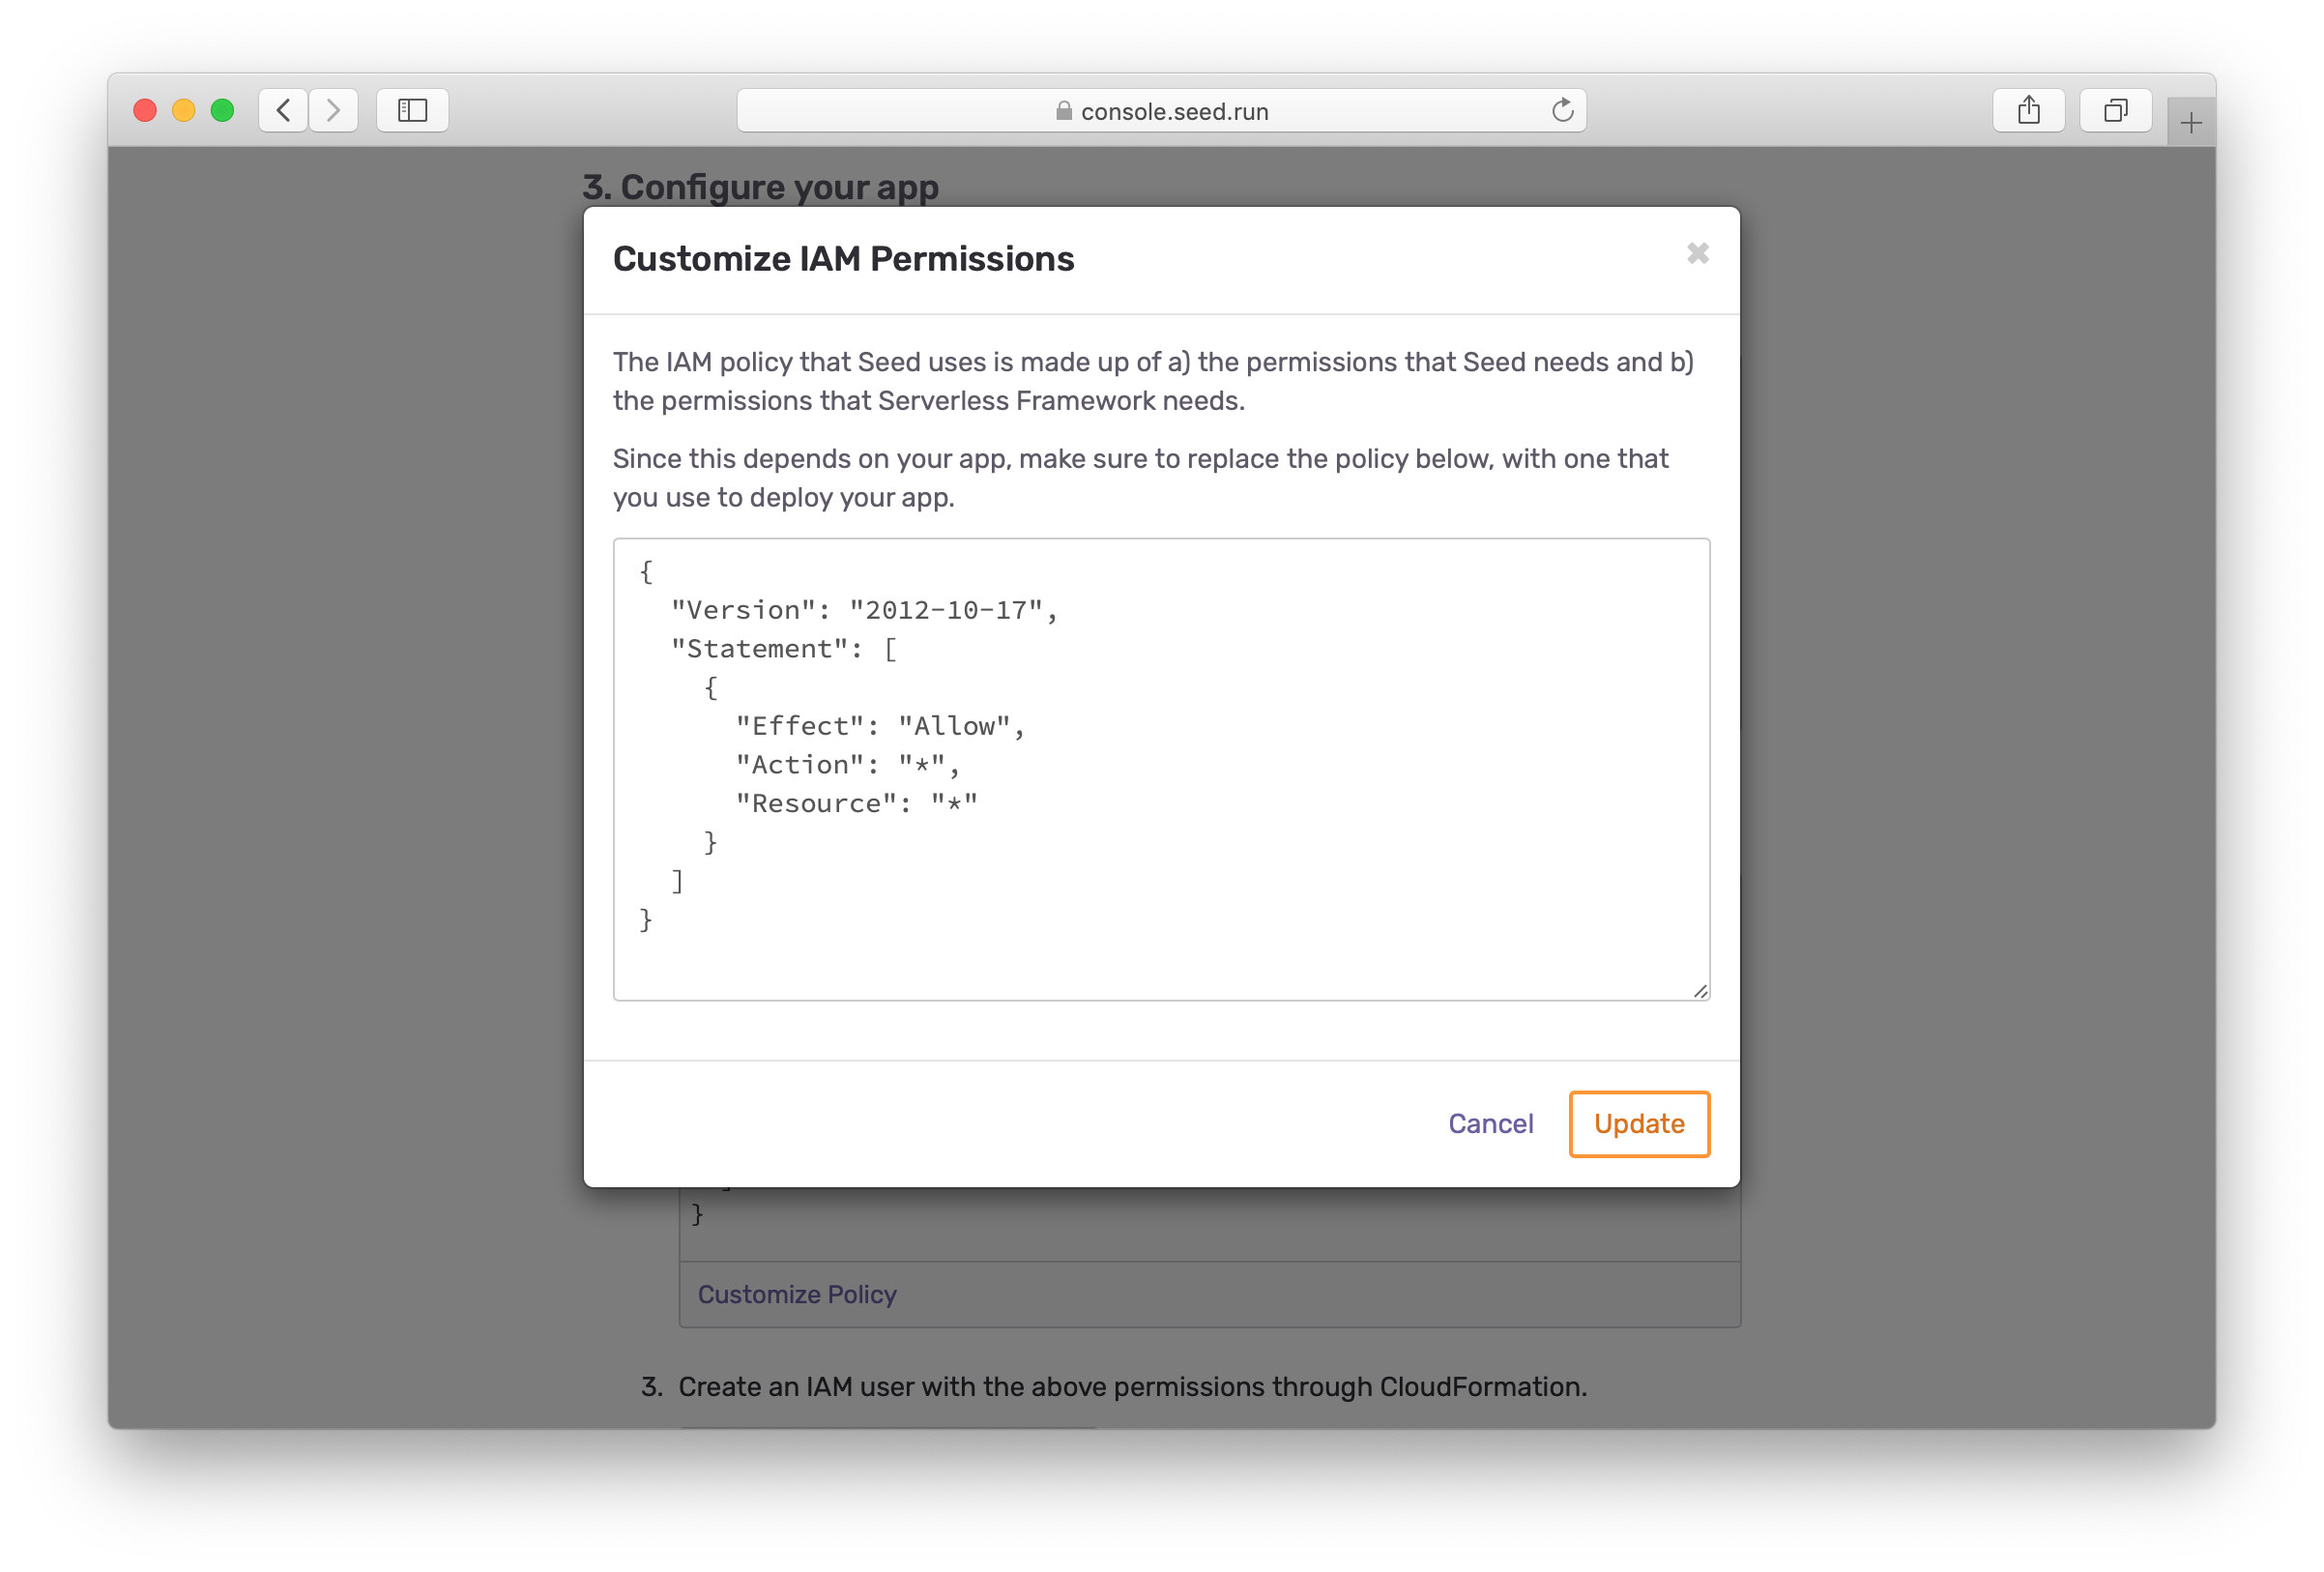 console.seed.run
3. Configure your app
Customize IAM Permissions
The IAM policy that Seed uses is made up of a) the permissions that Seed needs and b)
the permissions that Serverless Framework needs.
Since this depends on your app, make sure to replace the policy below, with one that
you use to deploy your app.
{
  "Version": "2012-10-17",
  "Statement": [
    {
      "Effect": "Allow",
      "Action": "*",
      "Resource": "*"
    }
  ]
}
Cancel
Update
}
Customize Policy
3. Create an IAM user with the above permissions through CloudFormation.